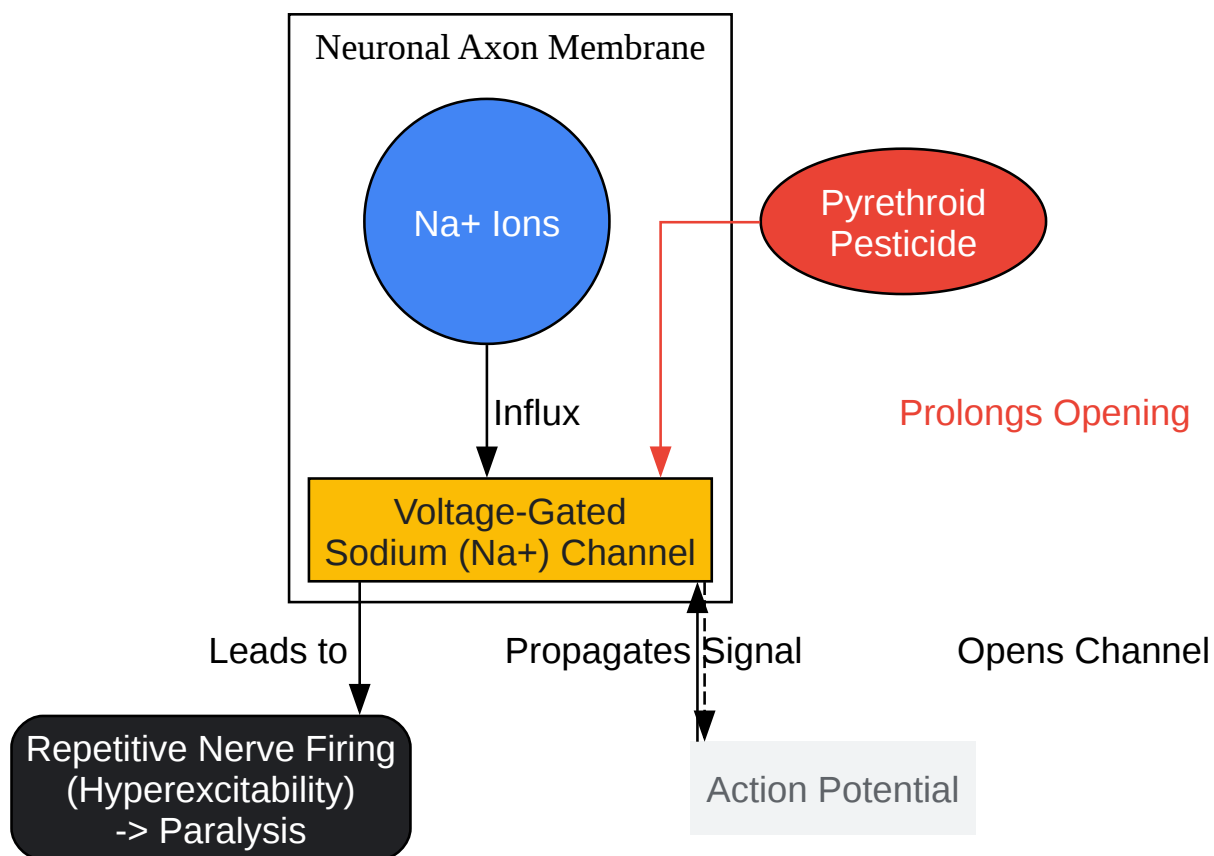 Neuronal Axon Membrane
Na+ Ions
Pyrethroid
Pesticide
Influx
Prolongs Opening
Voltage-Gated
Sodium (Na+) Channel
Leads to
Propagates Signal
Opens Channel
Repetitive Nerve Firing
(Hyperexcitability)
-> Paralysis
Action Potential